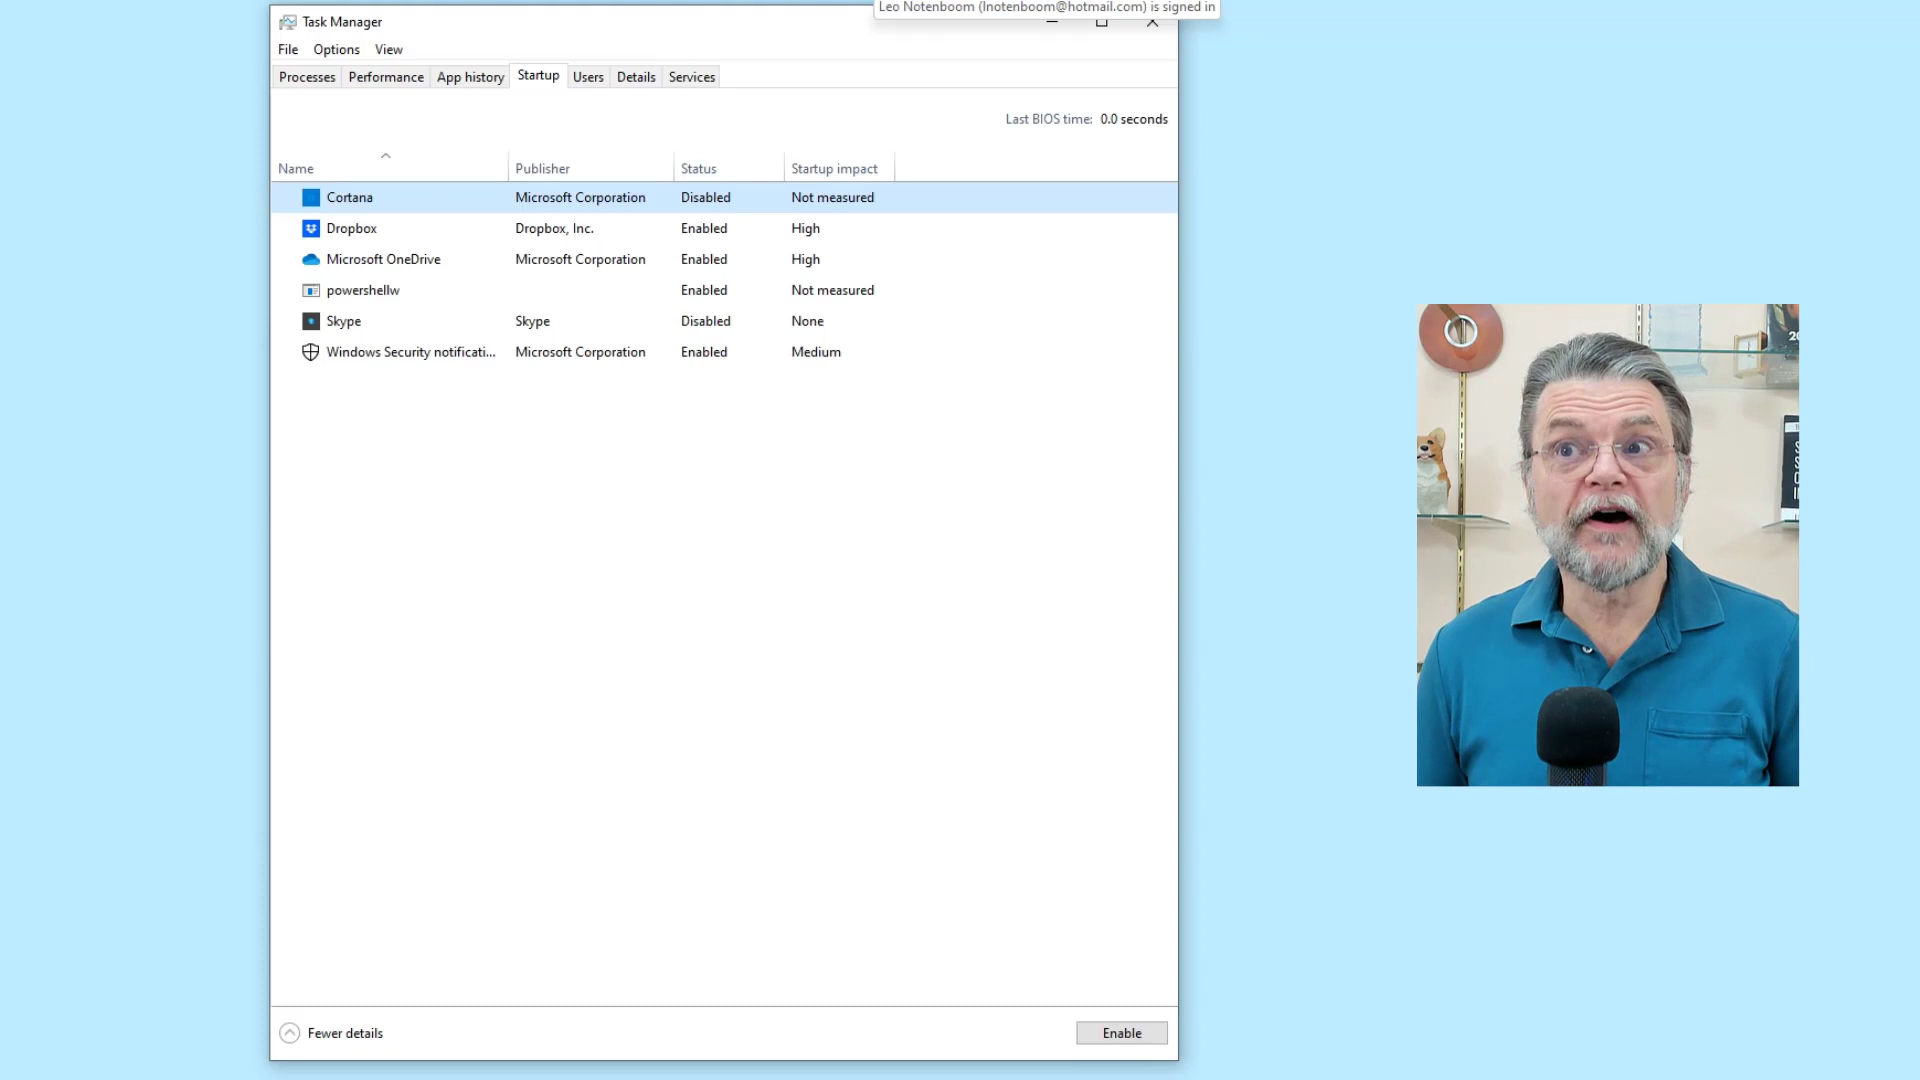 Leo Notenboom (lnotenboom@hotmail.com) is signed in
Task Manager
File Options View
Processes Performance App history Startup Users Details Services
Last BIOS time: 0.0 seconds
Name Publisher Status Startup impact
Cortana Microsoft Corporation Disabled Not measured
Dropbox Dropbox, Inc. Enabled High
Microsoft OneDrive Microsoft Corporation Enabled High
powershellw Enabled Not measured
Skype Skype Disabled None
Windows Security notificati... Microsoft Corporation Enabled Medium
Fewer details Enable